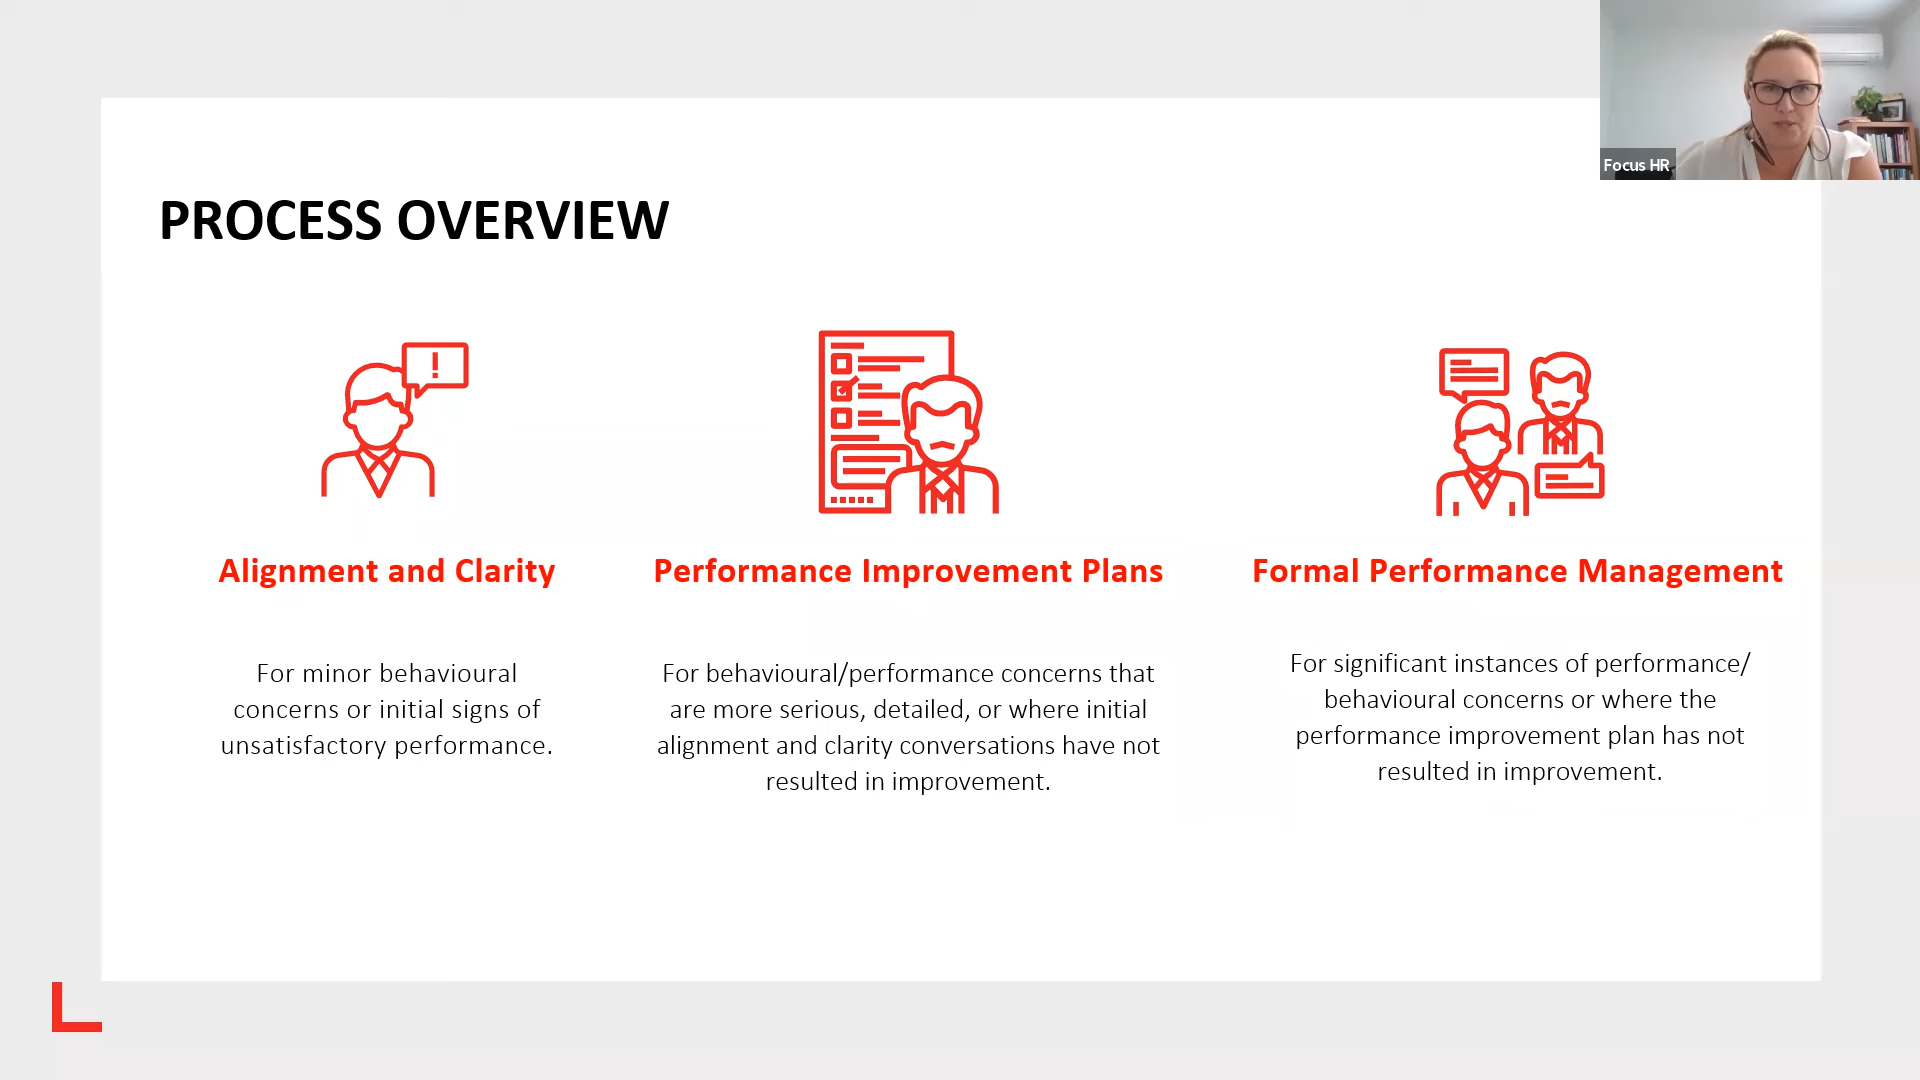 Focus HR
PROCESS OVERVIEW
!
Alignment and Clarity
For minor behavioural
concerns or initial signs of
unsatisfactory performance.
Performance Improvement Plans
For behavioural/performance concerns that
are more serious, detailed, or where initial
alignment and clarity conversations have not
resulted in improvement.
Formal Performance Management
For significant instances of performance/
behavioural concerns or where the
performance improvement plan has not
resulted in improvement.